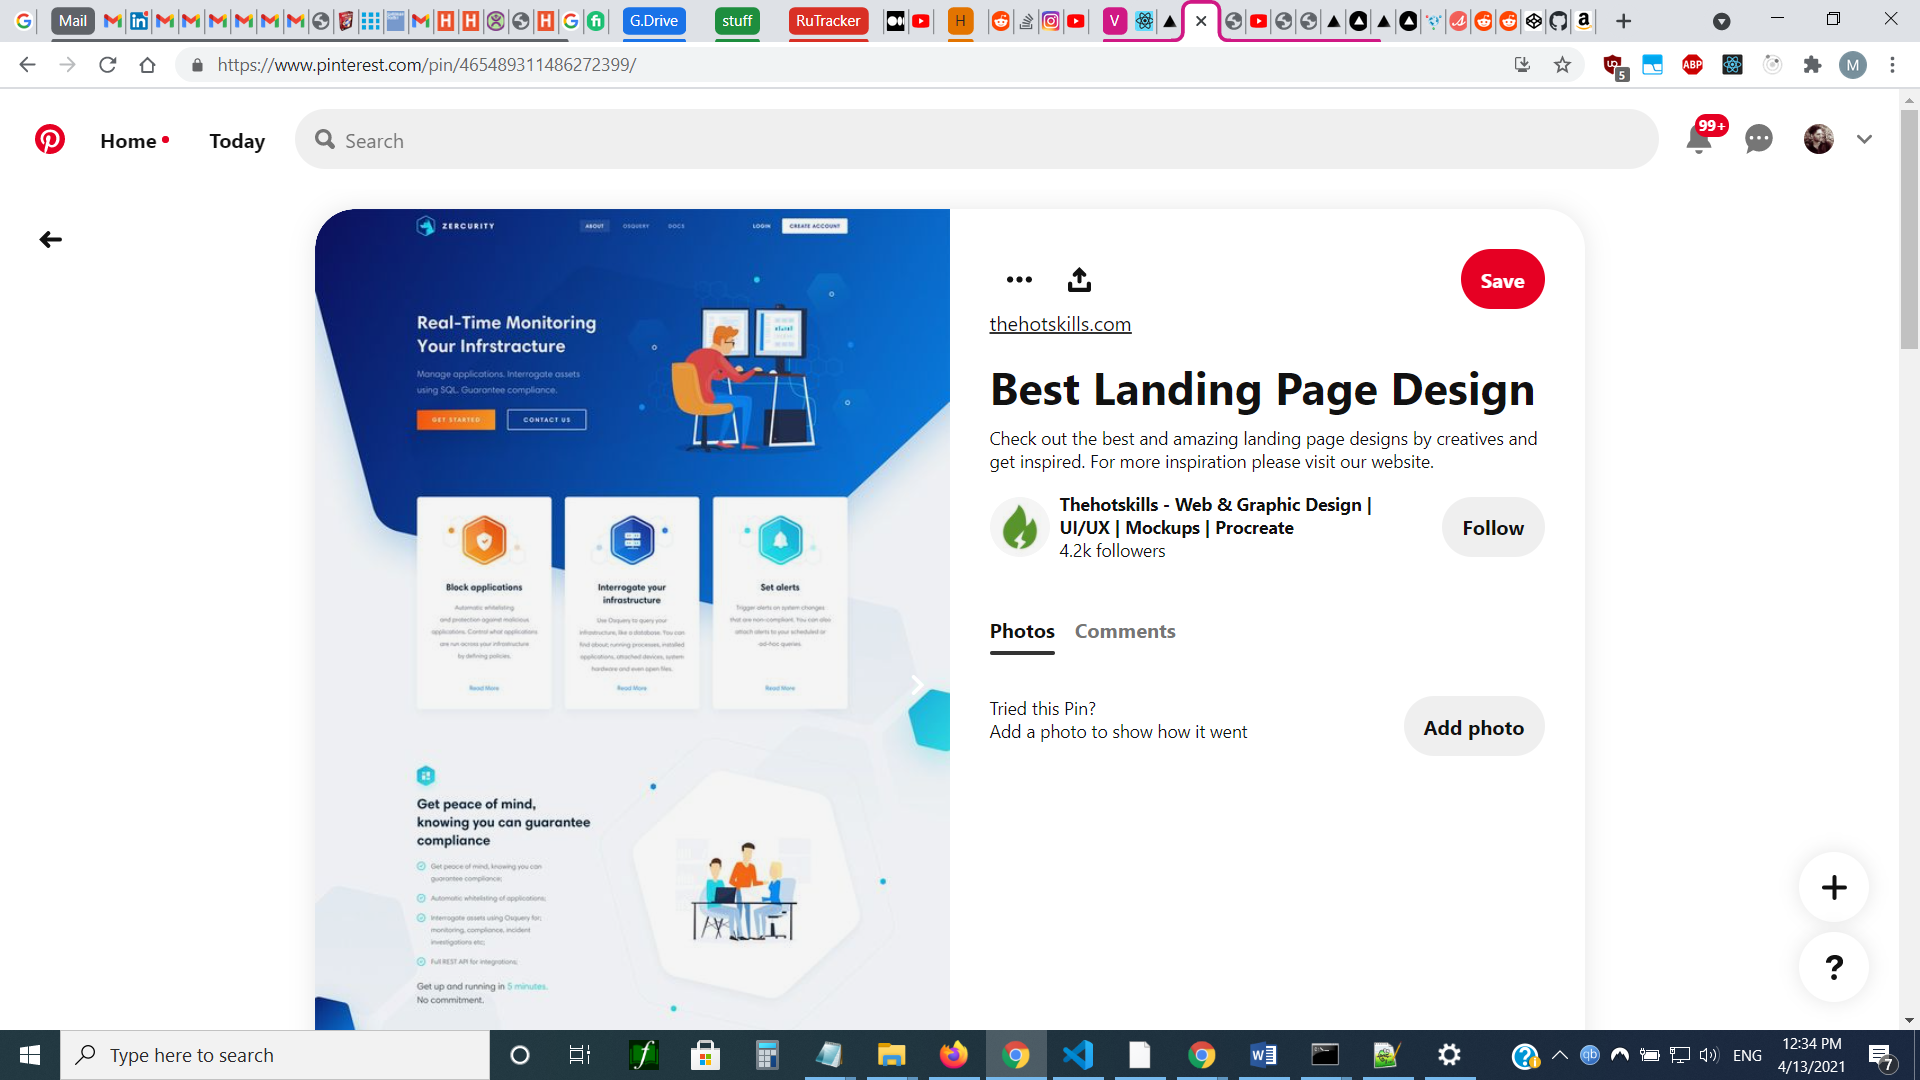 Mail
G.Drive
stuff
RuTracker
H
V
https://www.pinterest.com/pin/465489311486272399/
5
ABP
M
Home
Today
Search
99+
ZERCURITY
ABOUT
OSQUERY
DOCS
LOGIN
CREATE ACCOUNT
Real-Time Monitoring
Your Infrstracture
Manage applications. Interrogate assets
using SQL. Guarantee compliance.
GET STARTED
CONTACT US
Block applications
Automatic whitelisting
and protection against malicious
applications. Control what applications
are run across your infrastructure
by defining policies.
Read More
Interrogate your
infrastructure
Use Osquery to query your
infrastructure, like a database. You can
find about; running processes, installed
applications, attached devices, system
hardware and even open files.
Read More
Set alerts
Trigger alerts on system changes
that are non-compliant. You can also
attach alerts to your scheduled or
ad-hoc queries.
Read More
Get peace of mind,
knowing you can guarantee
compliance
Get peace of mind, knowing you can
guarantee compliance;
Automatic whitelisting of applications;
Interrogate assets using Osquery for;
monitoring, compliance, incident
investigations etc;
Full REST API for integrations;
Get up and running in 5 minutes.
No commitment.
Save
thehotskills.com
Best Landing Page Design
Check out the best and amazing landing page designs by creatives and
get inspired. For more inspiration please visit our website.
Thehotskills - Web & Graphic Design |
UI/UX | Mockups | Procreate
4.2k followers
Follow
Photos
Comments
Tried this Pin?
Add a photo to show how it went
Add photo
?
Type here to search
ENG
12:34 PM
4/13/2021
7